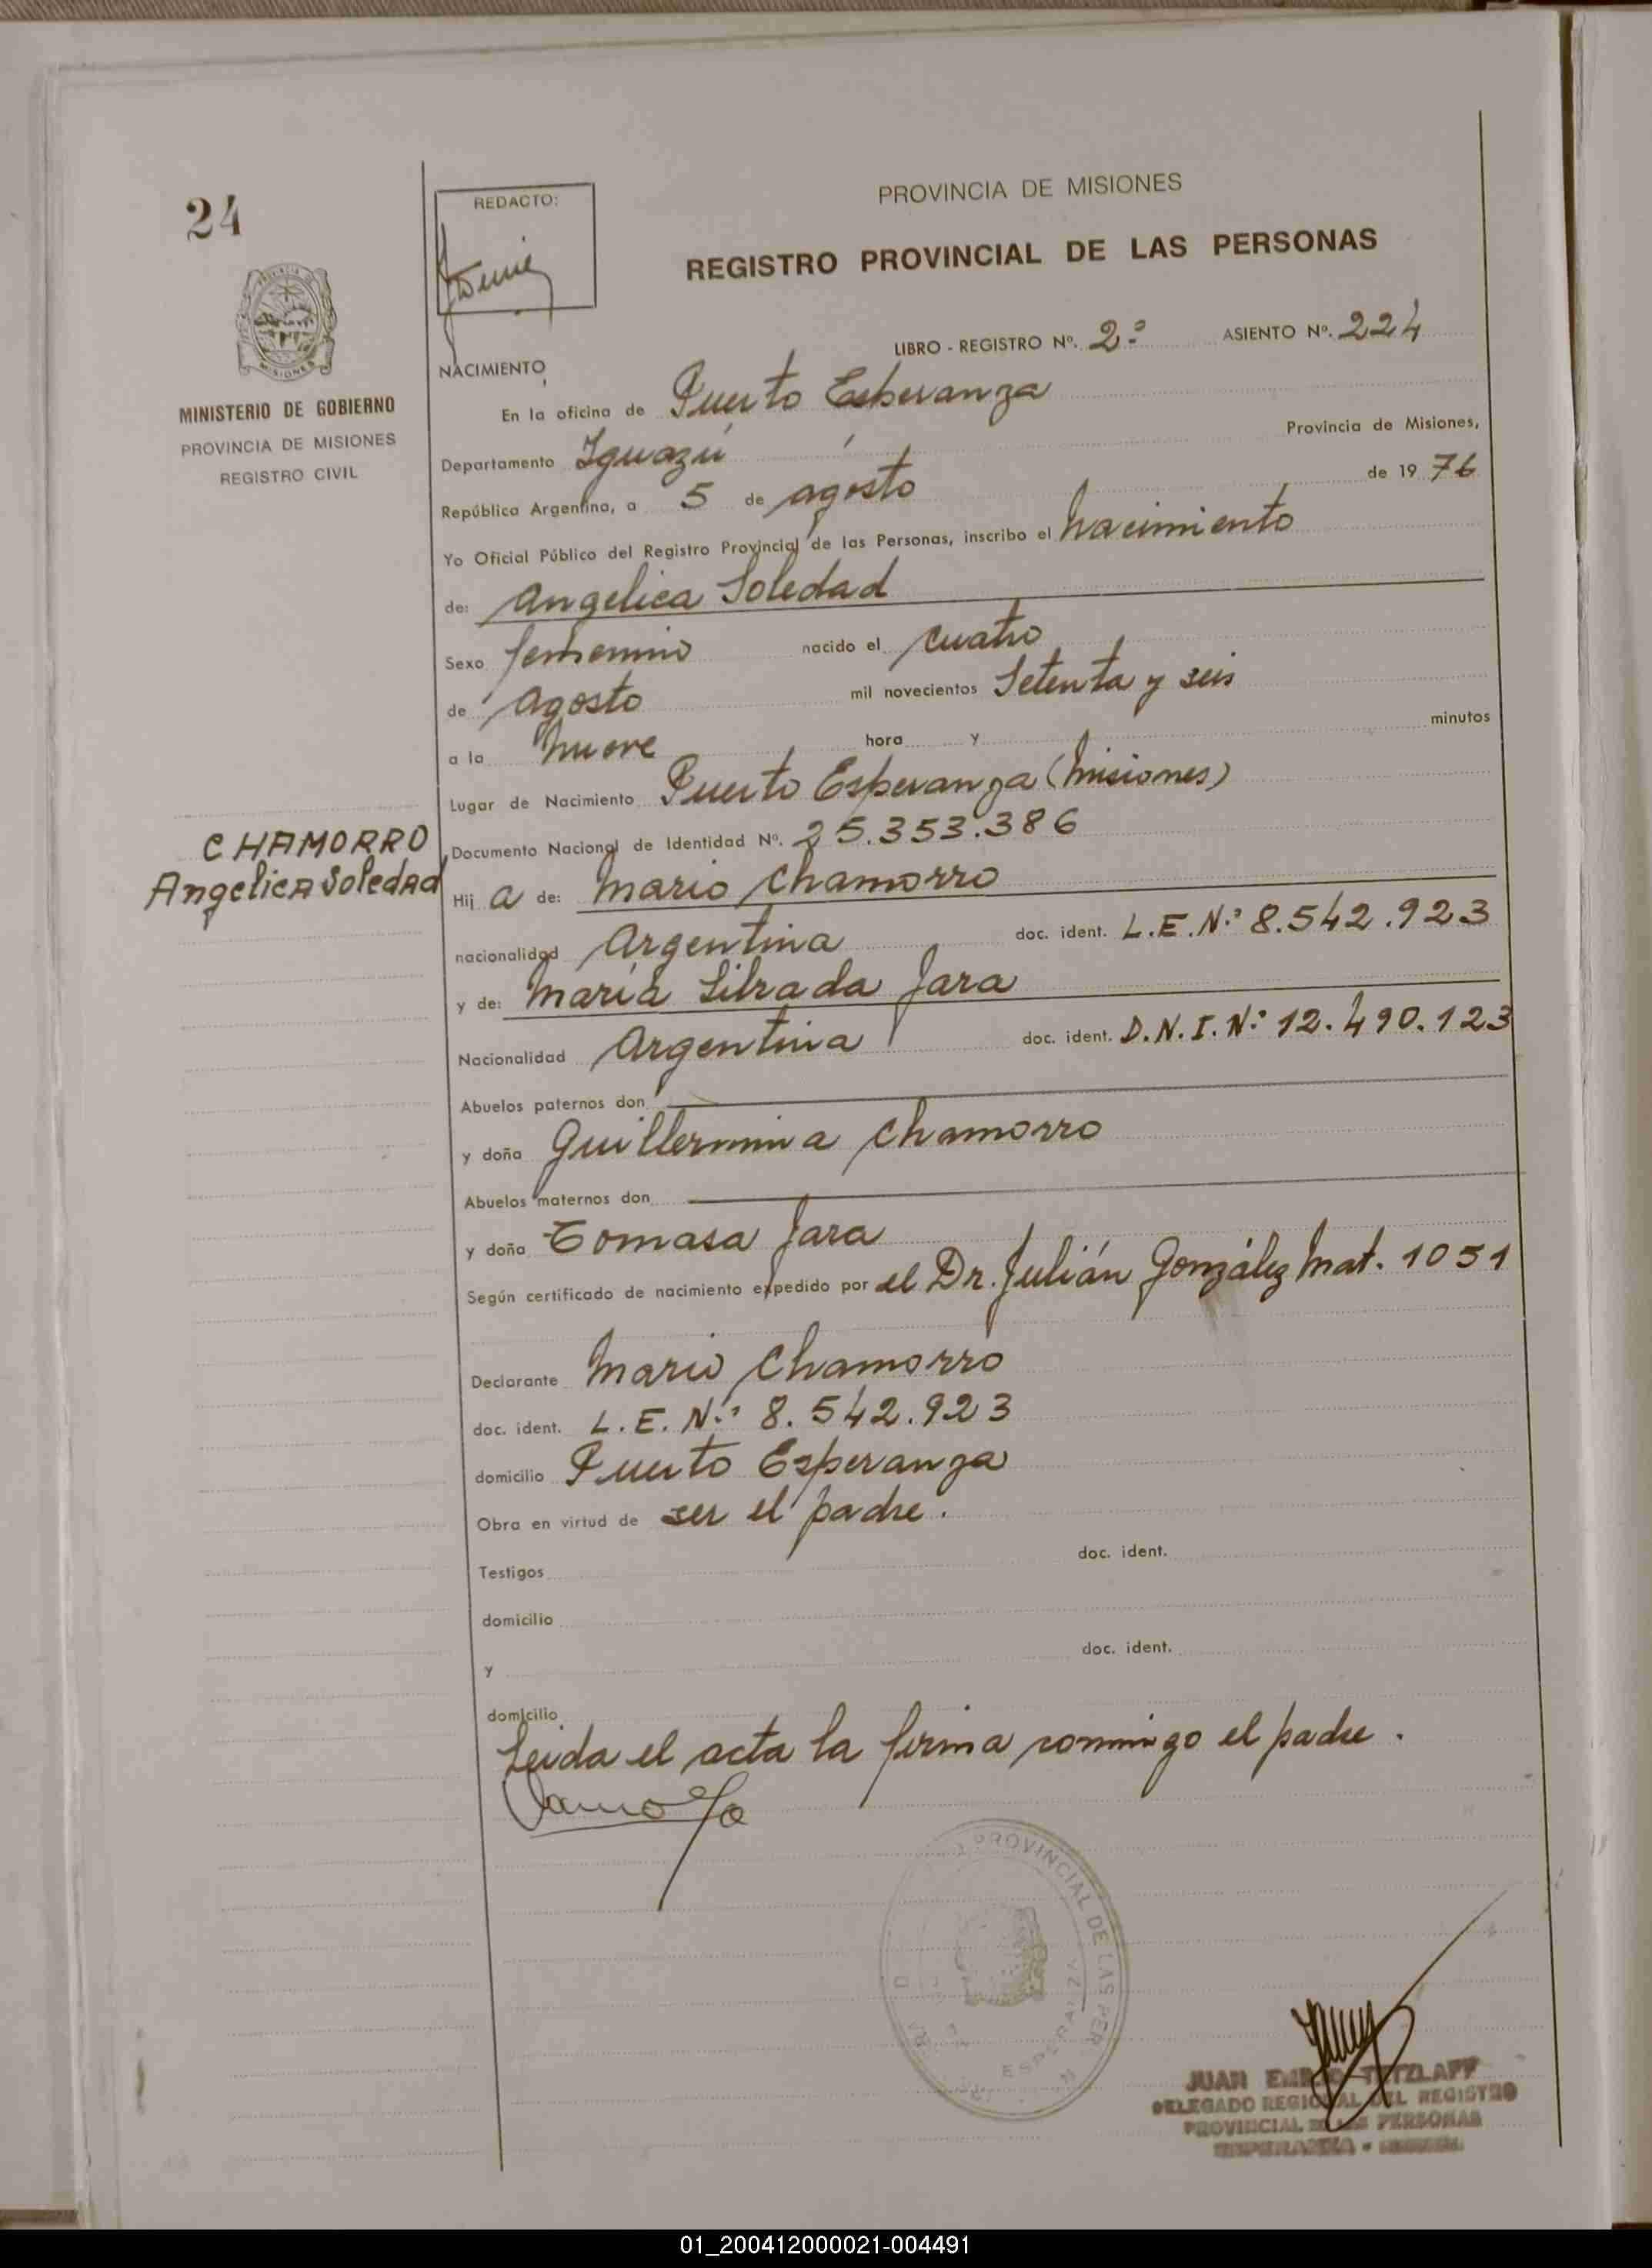 24
REDACTO:
PROVINCIA DE MISIONES
REGISTRO PROVINCIAL DE LAS PERSONAS
LIBRO - REGISTRO Nº. 2º ASIENTO Nº. 224
MISIONES
MINISTERIO DE GOBIERNO
PROVINCIA DE MISIONES
REGISTRO CIVIL
NACIMIENTO
En la oficina de Puerto Esperanza
Departamento Iguazú Provincia de Misiones,
República Argentina, a 5 de agosto de 19 76
Yo Oficial Público del Registro Provincial de las Personas, inscribo el nacimiento
de: Angelica Soledad
Sexo femenino nacido el cuatro
de Agosto mil novecientos Setenta y seis
a la nueve hora y minutos
Lugar de Nacimiento Puerto Esperanza (Misiones)
CHAMORRO
Angelica Soledad
Documento Nacional de Identidad Nº. 25.353.386
Hij a de: Mario Chamorro
nacionalidad Argentina doc. ident. L.E.Nº 8.542.923
y de: María Librada Jara
Nacionalidad Argentina doc. ident. D.N.I.Nº 12.490.123
Abuelos paternos don
y doña Guillermina Chamorro
Abuelos maternos don
y doña Tomasa Jara
Según certificado de nacimiento expedido por el Dr. Julián González Mat. 1051
Declarante Mario Chamorro
doc. ident. L.E.Nº 8.542.923
domicilio Puerto Esperanza
Obra en virtud de ser el padre.
Testigos doc. ident.
domicilio
y doc. ident.
domicilio
Leida el acta la firma conmigo el padre.
PROVINCIAL DE LAS PER
ESPERANZA
JUAN EMILIO TETZLAFF
DELEGADO REGIONAL DEL REGISTRO
PROVINCIAL DE LAS PERSONAS
ESPERANZA - MISIONES
01_200412000021-004491